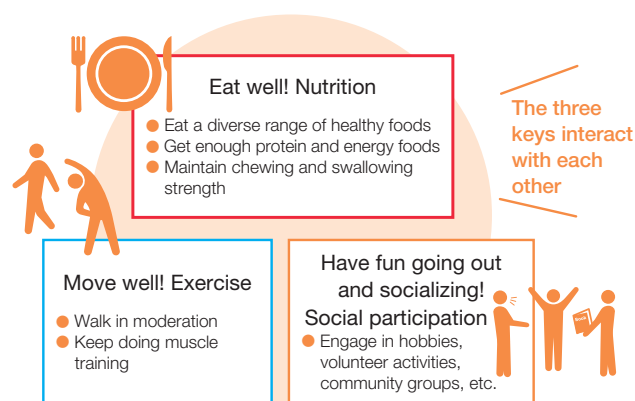 Eat well! Nutrition
Eat a diverse range of healthy foods
Get enough protein and energy foods
Maintain chewing and swallowing
strength
The three
keys interact
with each
other
Move well! Exercise
Walk in moderation
Keep doing muscle
training
Have fun going out
and socializing!
Social participation
Engage in hobbies,
volunteer activities,
community groups, etc.